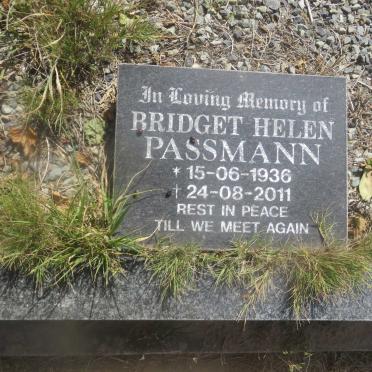 In Loving Memory of
BRIDGET HELEN
PASSMANN
* 15-06-1936
† 24-08-2011
REST IN PEACE
TILL WE MEET AGAIN